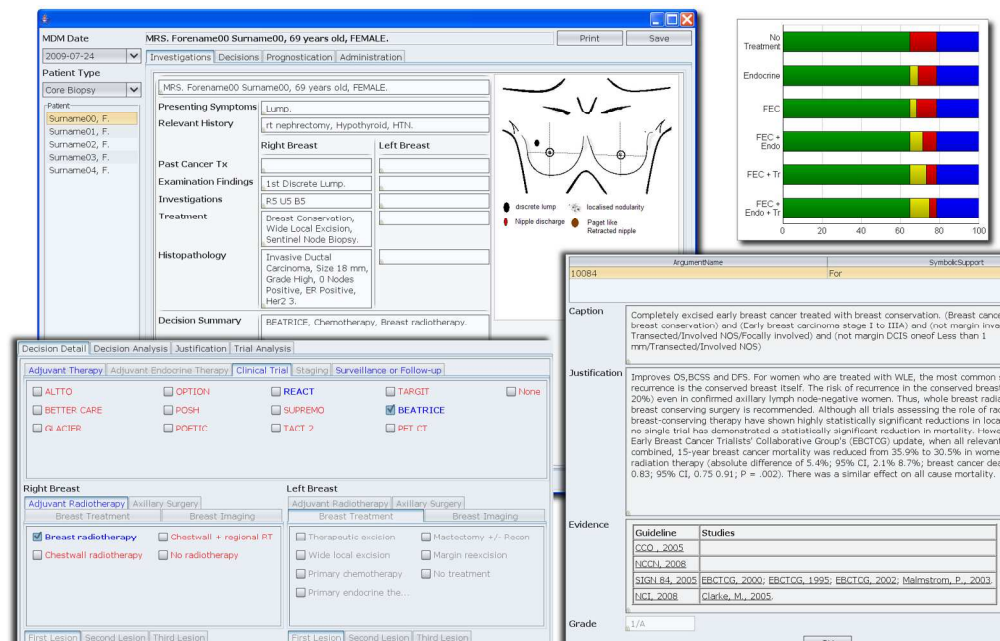 MDM Date
2009-07-24
Patient Type
Core Biopsy
Patient
Surname00, F.
Surname01, F.
Surname02, F.
Surname03, F.
Surname04, F.
MRS. Forename00 Surname00, 69 years old, FEMALE.
Print
Save
Investigations Decisions Prognostication Administration
MRS. Forename00 Surname00, 69 years old, FEMALE.
Presenting Symptoms Lump.
Relevant History rt nephrectomy, Hypothyroid, HTN.
Right Breast Left Breast
Past Cancer Tx
Examination Findings 1st Discrete Lump.
Investigations R5 U5 B5
Treatment Breast Conservation,
Wide Local Excision,
Sentinel Node Biopsy.
Histopathology Invasive Ductal
Carcinoma, Size 18 mm,
Grade High, 0 Nodes
Positive, ER Positive,
Her2 3.
Decision Summary BEATRICE, Chemotherapy, Breast radiotherapy.
discrete lump localised nodularity
Nipple discharge Paget like
Retracted nipple
No
Treatment
Endocrine
FEC
FEC +
Endo
FEC + Tr
FEC +
Endo + Tr
0 20 40 60 80 100
Decision Detail Decision Analysis Justification Trial Analysis
Adjuvant Therapy Adjuvant Endocrine Therapy Clinical Trial Staging Surveillance or Follow-up
ALTTO OPTION REACT TARGIT None
BETTER CARE POSH SUPREMO BEATRICE
GLACIER POETIC TACT 2 PET CT
Right Breast
Adjuvant Radiotherapy Axillary Surgery
Breast Treatment Breast Imaging
Breast radiotherapy Chestwall + regional RT
Chestwall radiotherapy No radiotherapy
First Lesion Second Lesion Third Lesion
Left Breast
Adjuvant Radiotherapy Axillary Surgery
Breast Treatment Breast Imaging
Therapeutic excision Mastectomy +/- Recon
Wide local excision Margin reexcision
Primary chemotherapy No treatment
Primary endocrine the...
First Lesion Second Lesion Third Lesion
ArgumentName SymbolicSupport
10084 For
Caption
Completely excised early breast cancer treated with breast conservation. (Breast cance
breast conservation) and (Early breast carcinoma stage I to IIIA) and (not margin inva
Transected/Involved NOS/Focally involved) and (not margin DCIS oneof Less than 1
mm/Transected/Involved NOS)
Justification
Improves OS,BCSS and DFS. For women who are treated with WLE, the most common s
recurrence is the conserved breast itself. The risk of recurrence in the conserved breast
20%) even in confirmed axillary lymph node-negative women. Thus, whole breast radia
breast conserving surgery is recommended. Although all trials assessing the role of rad
breast-conserving therapy have shown highly statistically significant reductions in loca
no single trial has demonstrated a statistically significant reduction in mortality. Howe
Early Breast Cancer Trialists' Collaborative Group's (EBCTCG) update, when all relevant
combined, 15-year breast cancer mortality was reduced from 35.9% to 30.5% in wome
radiation therapy (absolute difference of 5.4%; 95% CI, 2.1% 8.7%; breast cancer dea
0.83; 95% CI, 0.75 0.91; P = .002). There was a similar effect on all cause mortality.
Evidence
Guideline Studies
CCO , 2005
NCCN, 2008
SIGN 84, 2005 EBCTCG, 2000; EBCTCG, 1995; EBCTCG, 2002; Malmstrom, P., 2003.
NCI, 2008 Clarke, M., 2005.
Grade 1/A